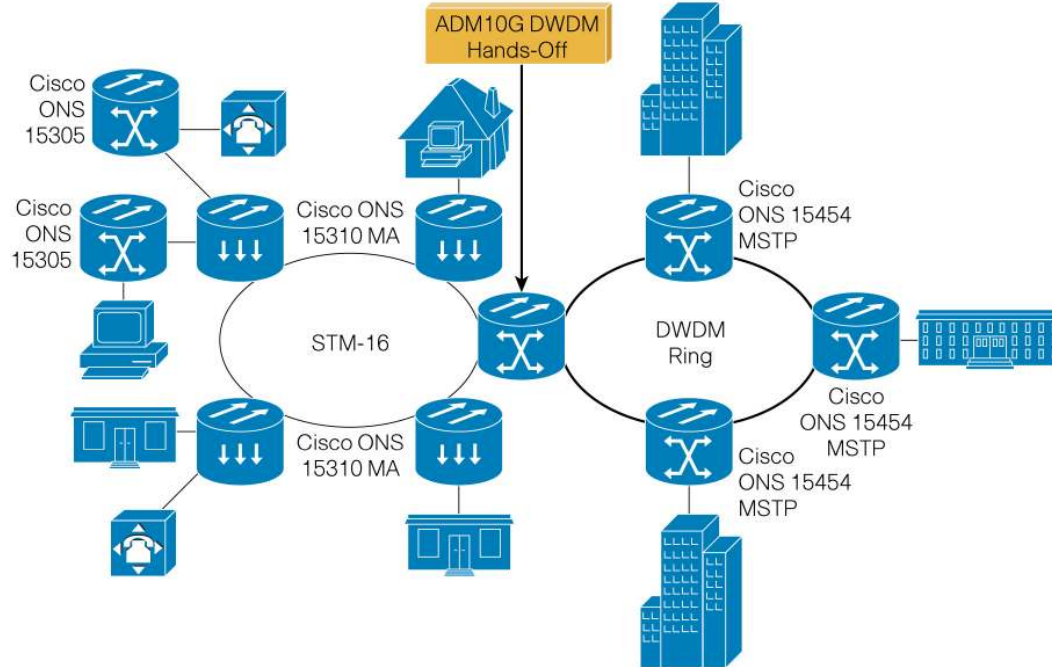 ADM10G DWDM
Hands-Off
Cisco
ONS
15305
Cisco
ONS
15305
Cisco ONS
15310 MA
Cisco
ONS 15454
MSTP
STM-16
DWDM
Ring
Cisco
ONS 15454
MSTP
Cisco ONS
15310 MA
Cisco
ONS 15454
MSTP